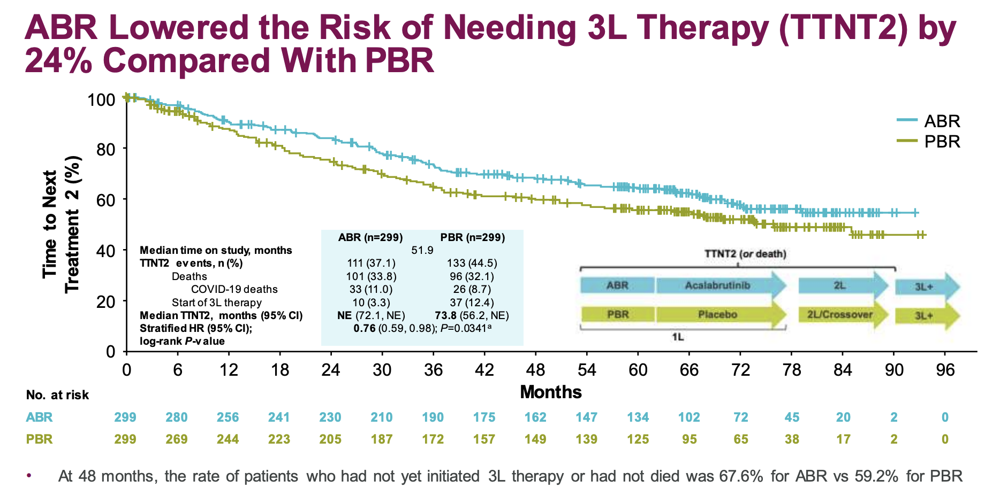 ABR Lowered the Risk of Needing 3L Therapy (TTNT2) by
24% Compared With PBR
Time to Next
Treatment 2 (%)
100
80
60
40
20
0
ABR
PBR
ABR (n=299) PBR (n=299)
Median time on study, months 51.9
TTNT2 events, n (%) 111 (37.1) 133 (44.5)
Deaths 101 (33.8) 96 (32.1)
COVID-19 deaths 33 (11.0) 26 (8.7)
Start of 3L therapy 10 (3.3) 37 (12.4)
Median TTNT2, months (95% CI) NE (72.1, NE) 73.8 (56.2, NE)
Stratified HR (95% CI); 0.76 (0.59, 0.98); P=0.0341ª
log-rank P-value
TTNT2 (or death)
ABR Acalabrutinib 2L 3L+
PBR Placebo 2L/Crossover 3L+
1L
0 6 12 18 24 30 36 42 48 54 60 66 72 78 84 90 96
Months
No. at risk
ABR 299 280 256 241 230 210 190 175 162 147 134 102 72 45 20 2 0
PBR 299 269 244 223 205 187 172 157 149 139 125 95 65 38 17 2 0
• At 48 months, the rate of patients who had not yet initiated 3L therapy or had not died was 67.6% for ABR vs 59.2% for PBR